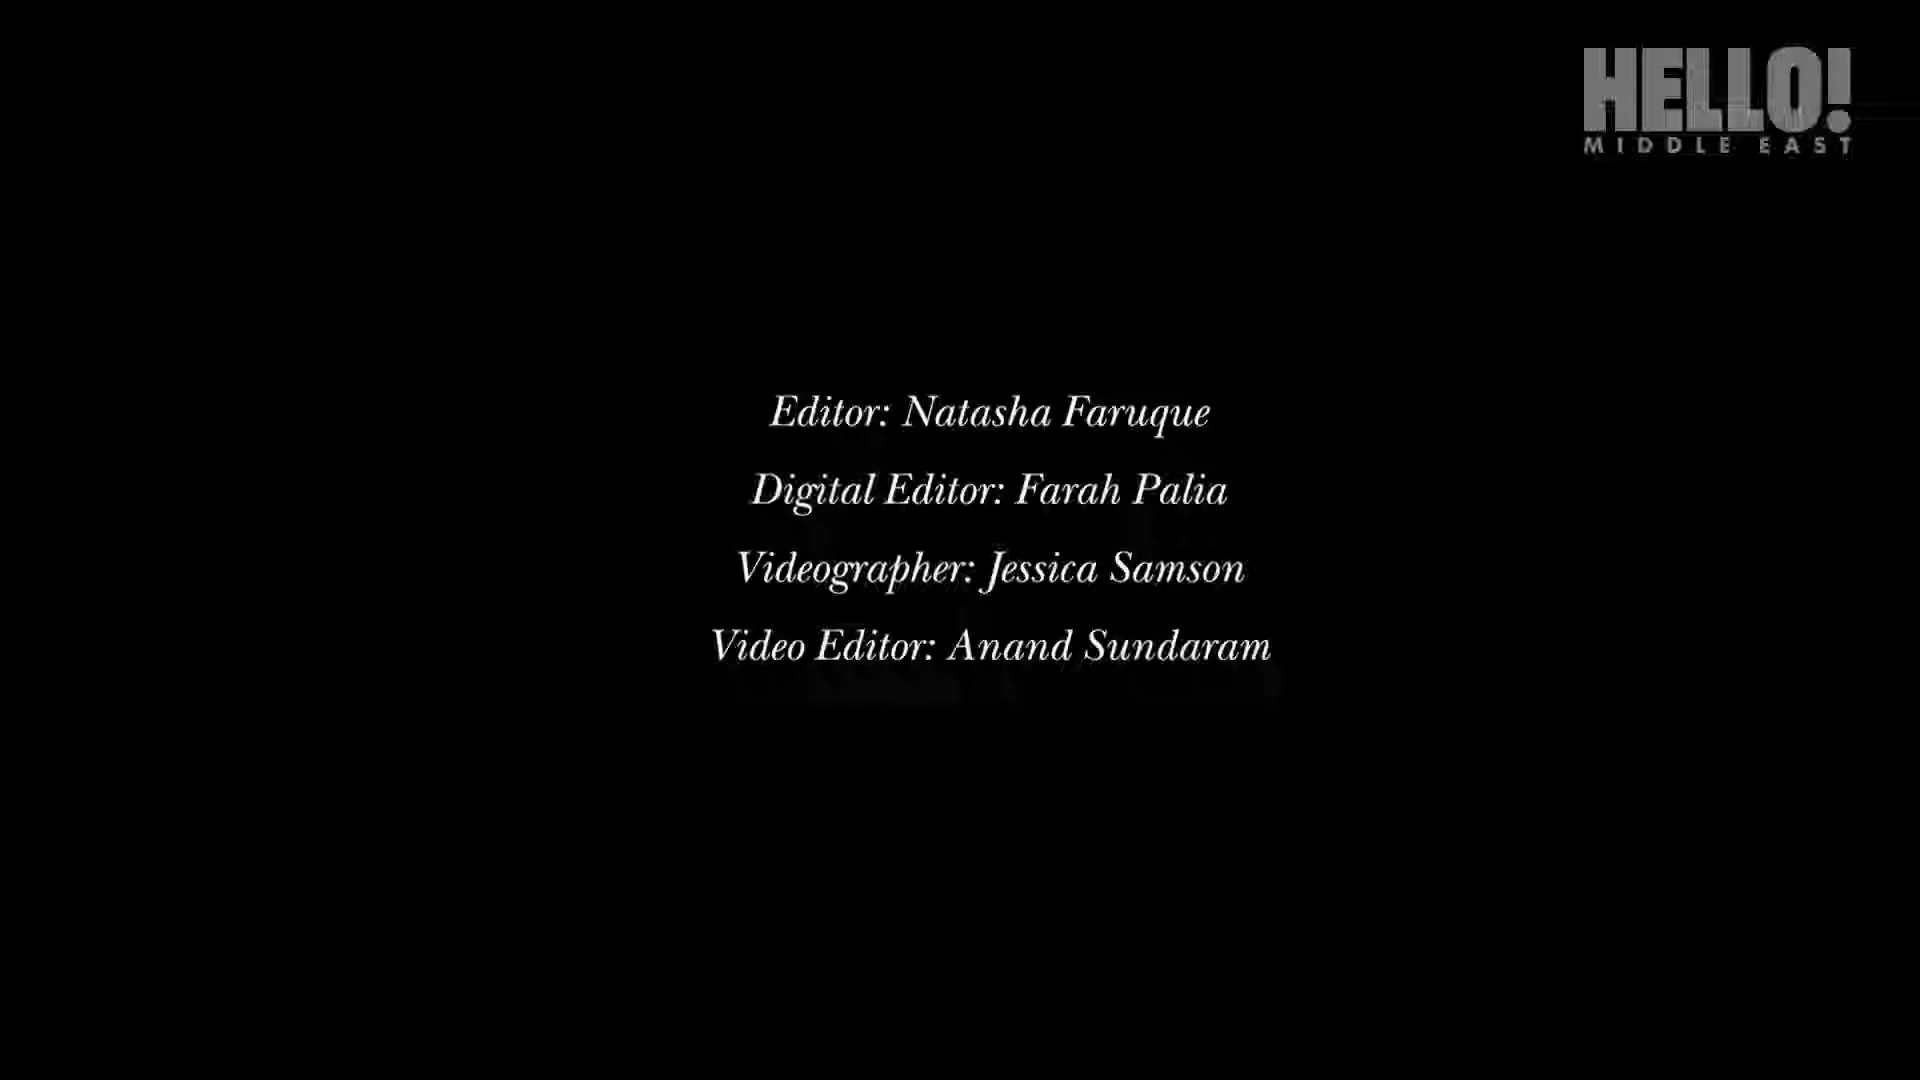 HELLO!
MIDDLE EAST
Editor: Natasha Faruque
Digital Editor: Farah Palia
Videographer: Jessica Samson
Video Editor: Anand Sundaram